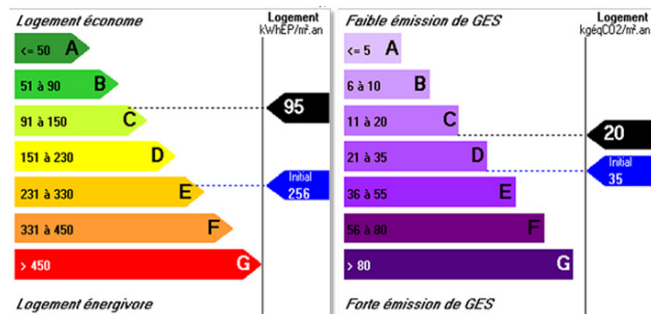 Logement économe
Logement
kWhEP/m².an
<= 50 A
51 à 90 B
91 à 150 C
151 à 230 D
231 à 330 E
331 à 450 F
> 450 G
95
Initial
256
Logement énergivore
Faible émission de GES
Logement
kgéqCO2/m².an
<= 5 A
6 à 10 B
11 à 20 C
21 à 35 D
36 à 55 E
56 à 80 F
> 80 G
20
Initial
35
Forte émission de GES